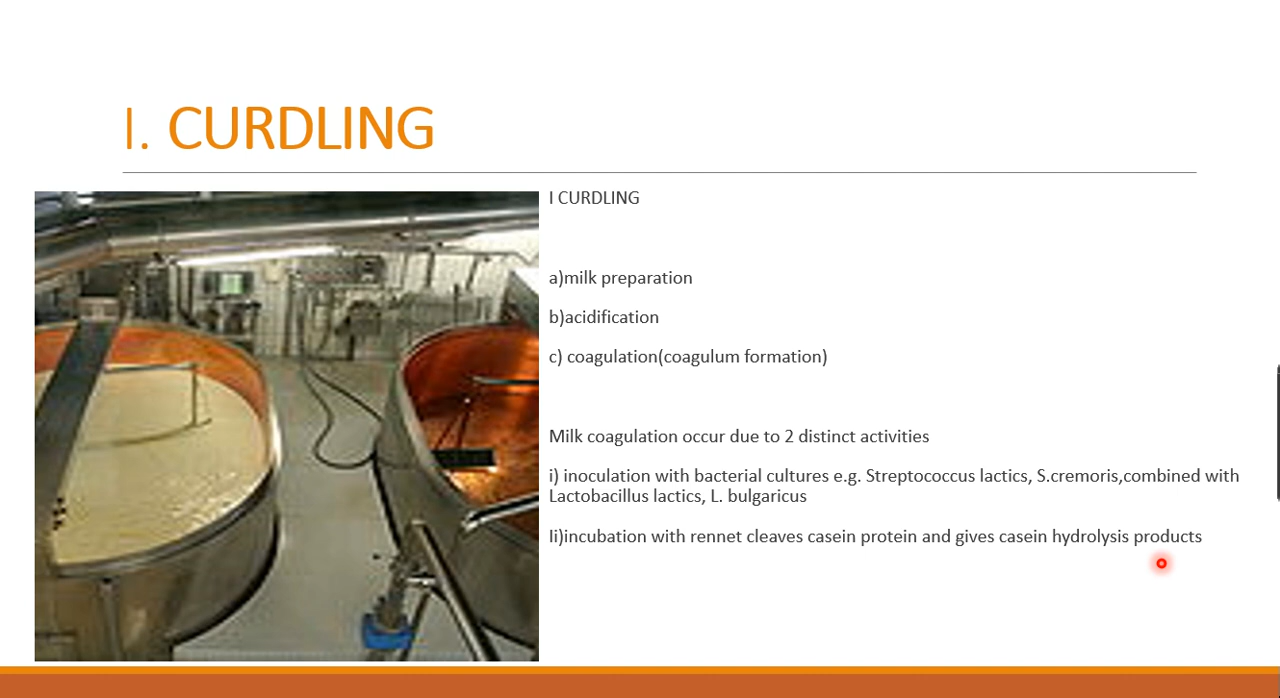 I. CURDLING
I CURDLING
a)milk preparation
b)acidification
c) coagulation(coagulum formation)
Milk coagulation occur due to 2 distinct activities
i) inoculation with bacterial cultures e.g. Streptococcus lactics, S.cremoris,combined with
Lactobacillus lactics, L. bulgaricus
Ii)incubation with rennet cleaves casein protein and gives casein hydrolysis products